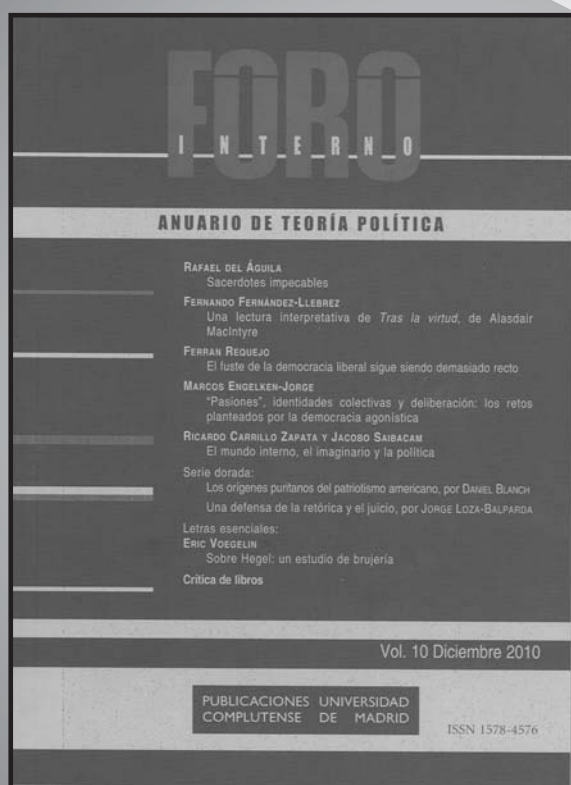 FORO
INTERNO
ANUARIO DE TEORÍA POLÍTICA
RAFAEL DEL ÁGUILA
Sacerdotes impecables
FERNANDO FERNÁNDEZ-LLEBREZ
Una lectura interpretativa de Tras la virtud, de Alasdair
MacIntyre
FERRAN REQUEJO
El fuste de la democracia liberal sigue siendo demasiado recto
MARCOS ENGELKEN-JORGE
"Pasiones", identidades colectivas y deliberación: los retos
planteados por la democracia agonística
RICARDO CARRILLO ZAPATA Y JACOBO SAIBACAM
El mundo interno, el imaginario y la política
Serie dorada:
Los orígenes puritanos del patriotismo americano, por DANIEL BLANCH
Una defensa de la retórica y el juicio, por JORGE LOZA-BALPARDA
Letras esenciales:
ERIC VOEGELIN
Sobre Hegel: un estudio de brujería
Crítica de libros
Vol. 10 Diciembre 2010
PUBLICACIONES UNIVERSIDAD
COMPLUTENSE DE MADRID
ISSN 1578-4576